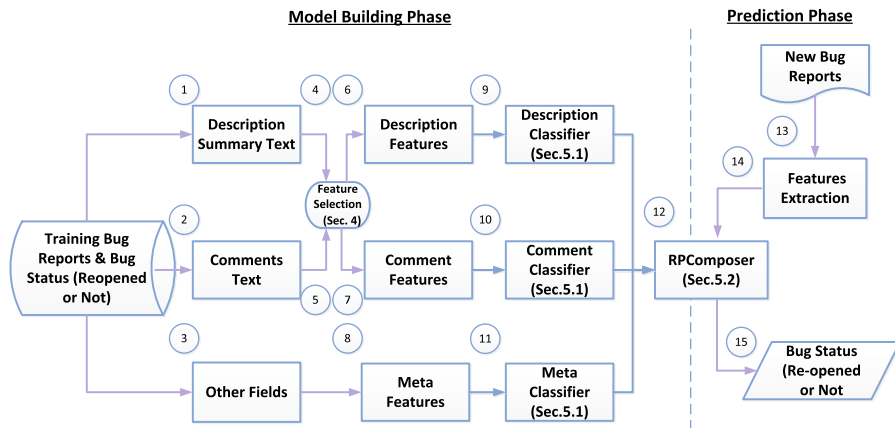 Model Building Phase
Prediction Phase
1
4
6
9
Description
Summary Text
Description
Features
Description
Classifier
(Sec.5.1)
New Bug
Reports
13
14
Features
Extraction
Feature
Selection
(Sec. 4)
2
10
12
Training Bug
Reports & Bug
Status (Reopened
or Not)
Comments
Text
Comment
Features
Comment
Classifier
(Sec.5.1)
RPComposer
(Sec.5.2)
5
7
3
8
11
15
Other Fields
Meta
Features
Meta
Classifier
(Sec.5.1)
Bug Status
(Re-opened
or Not